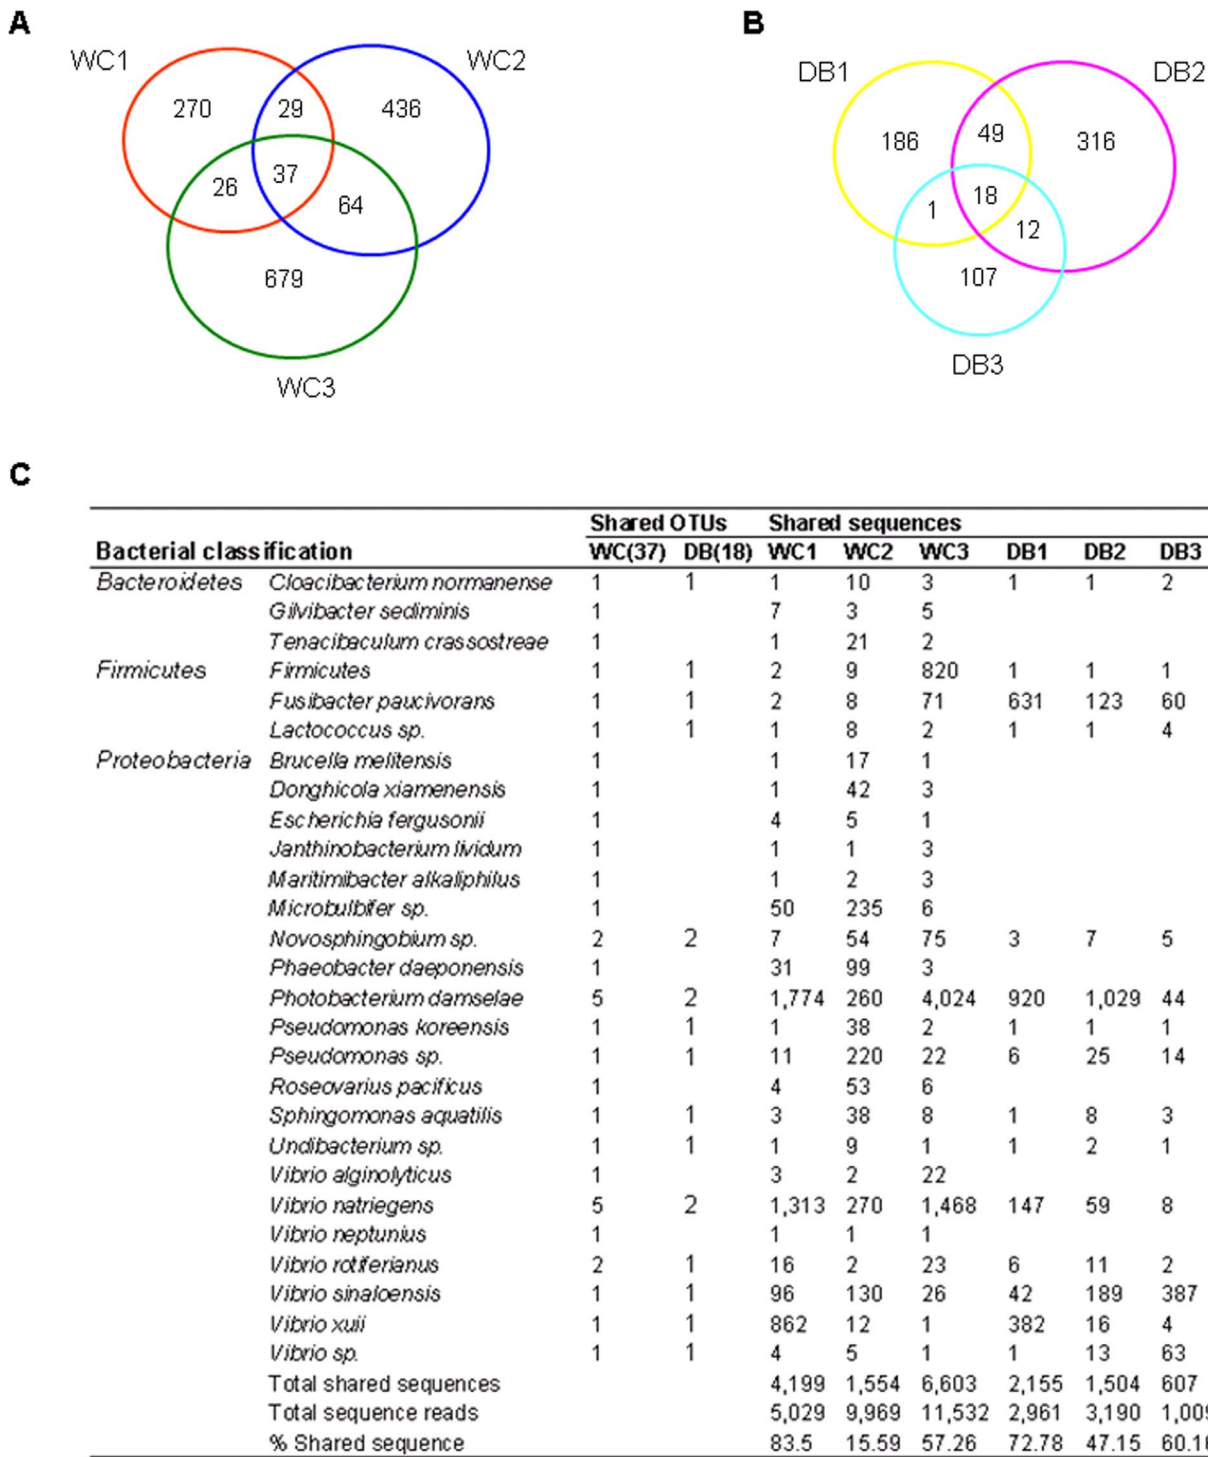 A
B
WC1
WC2
270
29
436
26
37
64
679
WC3
DB1
DB2
186
49
316
1
18
12
107
DB3
C
Shared OTUs Shared sequences
Bacterial classification WC(37) DB(18) WC1 WC2 WC3 DB1 DB2 DB3
Bacteroidetes Cloacibacterium normanense 1 1 1 10 3 1 1 2
Gilvibacter sediminis 1 7 3 5
Tenacibaculum crassostreae 1 1 21 2
Firmicutes Firmicutes 1 1 2 9 820 1 1 1
Fusibacter paucivorans 1 1 2 8 71 631 123 60
Lactococcus sp. 1 1 1 8 2 1 1 4
Proteobacteria Brucella melitensis 1 1 17 1
Donghicola xiamenensis 1 1 42 3
Escherichia fergusonii 1 4 5 1
Janthinobacterium lividum 1 1 1 3
Maritimibacter alkaliphilus 1 1 2 3
Microbulbifer sp. 1 50 235 6
Novosphingobium sp. 2 2 7 54 75 3 7 5
Phaeobacter daeponensis 1 31 99 3
Photobacterium damselae 5 2 1,774 260 4,024 920 1,029 44
Pseudomonas koreensis 1 1 1 38 2 1 1 1
Pseudomonas sp. 1 1 11 220 22 6 25 14
Roseovarius pacificus 1 4 53 6
Sphingomonas aquatilis 1 1 3 38 8 1 8 3
Undibacterium sp. 1 1 1 9 1 1 2 1
Vibrio alginolyticus 1 3 2 22
Vibrio natriegens 5 2 1,313 270 1,468 147 59 8
Vibrio neptunius 1 1 1 1
Vibrio rotiferianus 2 1 16 2 23 6 11 2
Vibrio sinaloensis 1 1 96 130 26 42 189 387
Vibrio xuii 1 1 862 12 1 382 16 4
Vibrio sp. 1 1 4 5 1 1 13 63
Total shared sequences 4,199 1,554 6,603 2,155 1,504 607
Total sequence reads 5,029 9,969 11,532 2,961 3,190 1,009
% Shared sequence 83.5 15.59 57.26 72.78 47.15 60.16